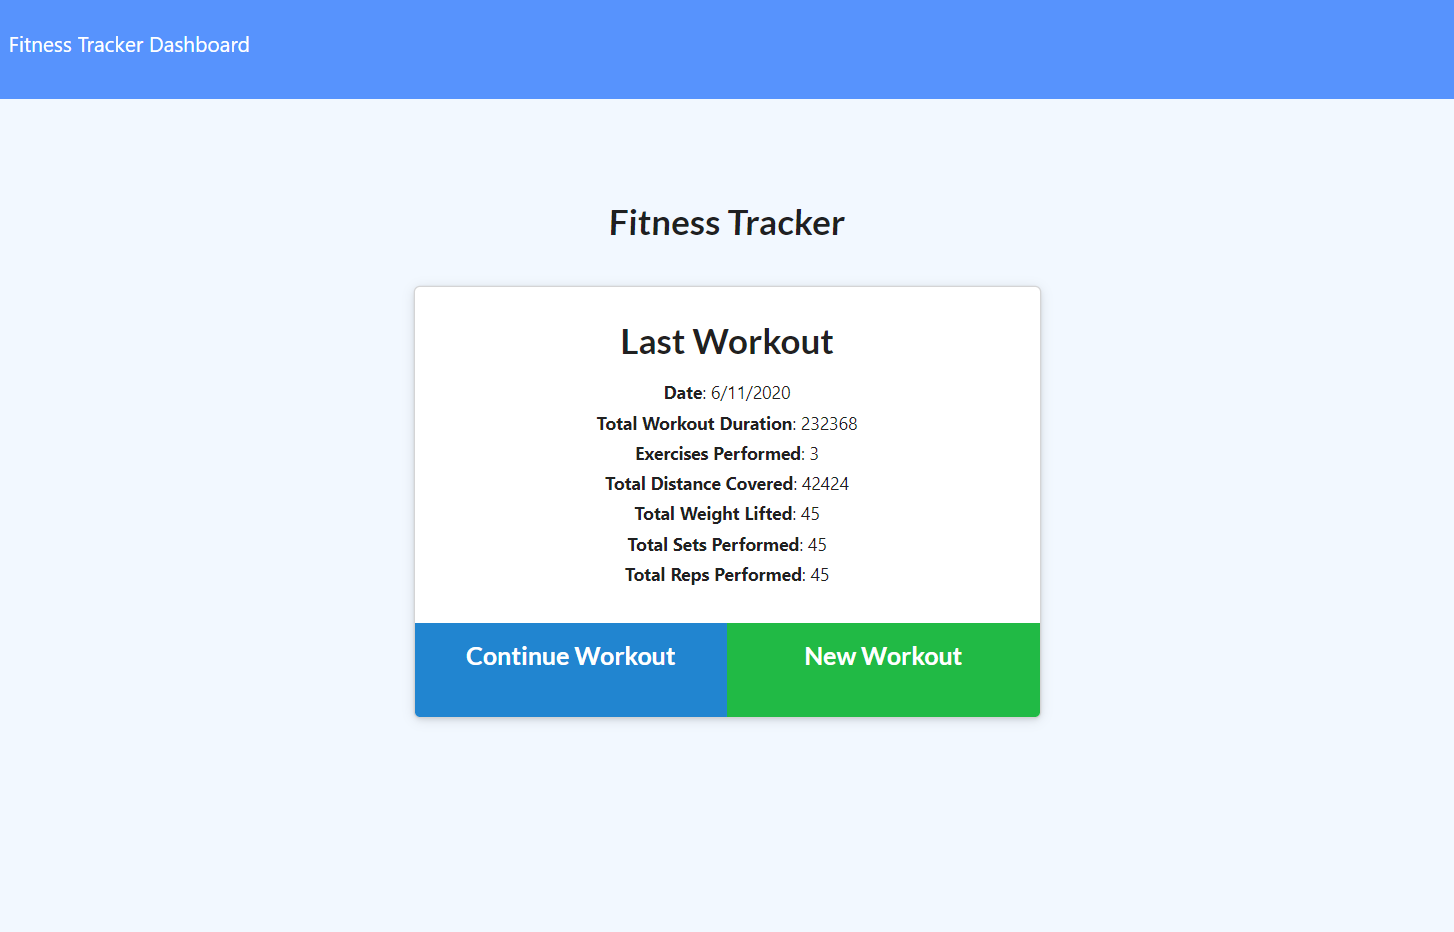 Fitness Tracker Dashboard
Fitness Tracker
Last Workout
Date: 6/11/2020
Total Workout Duration: 232368
Exercises Performed: 3
Total Distance Covered: 42424
Total Weight Lifted: 45
Total Sets Performed: 45
Total Reps Performed: 45
Continue Workout
New Workout